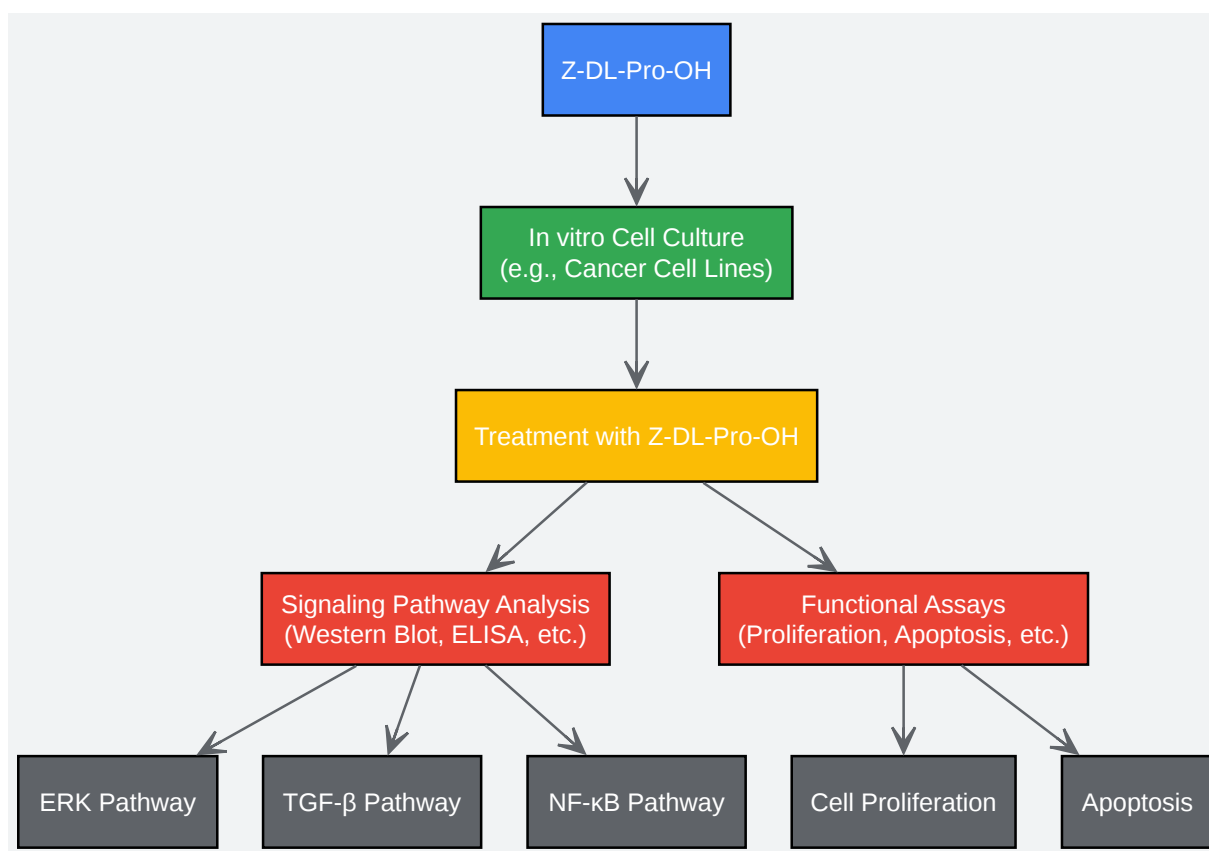 Z-DL-Pro-OH
In vitro Cell Culture
(e.g., Cancer Cell Lines)
Treatment with Z-DL-Pro-OH
Signaling Pathway Analysis
(Western Blot, ELISA, etc.)
Functional Assays
(Proliferation, Apoptosis, etc.)
ERK Pathway
TGF-β Pathway
NF-κB Pathway
Cell Proliferation
Apoptosis